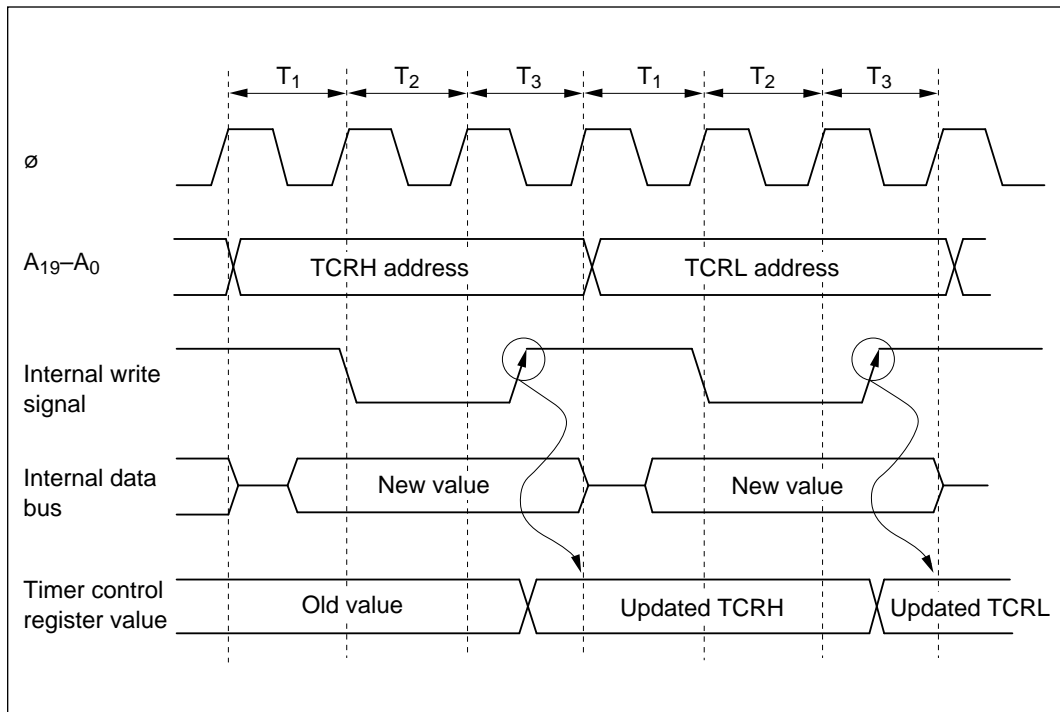 T1 T2 T3 T1 T2 T3
ø
A19–A0
TCRH address TCRL address
Internal write
signal
Internal data
bus
New value New value
Timer control
register value
Old value Updated TCRH Updated TCRL